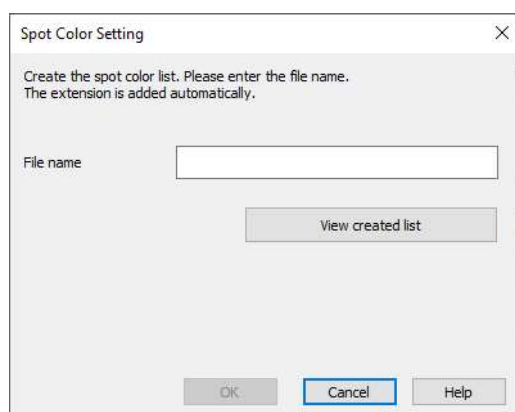 Spot Color Setting
Create the spot color list. Please enter the file name.
The extension is added automatically.
File name
View created list
OK
Cancel
Help